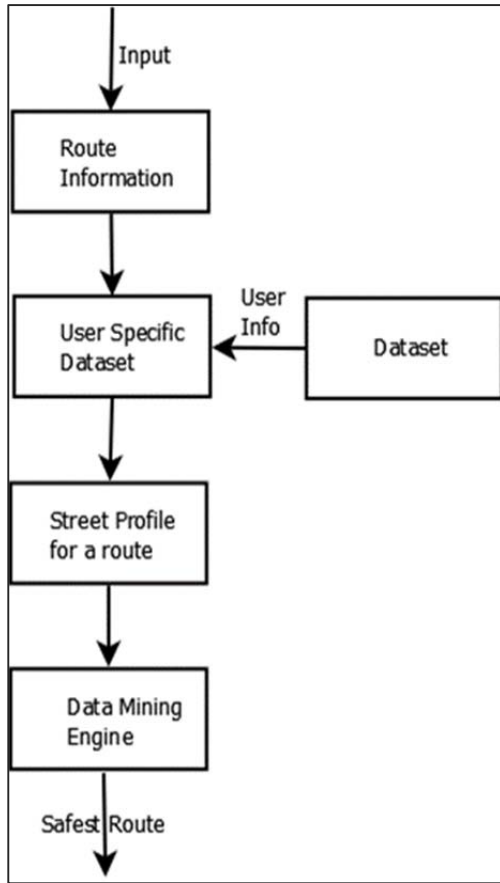 Input
Route
Information
User Specific
Dataset
User
Info
Dataset
Street Profile
for a route
Data Mining
Engine
Safest Route